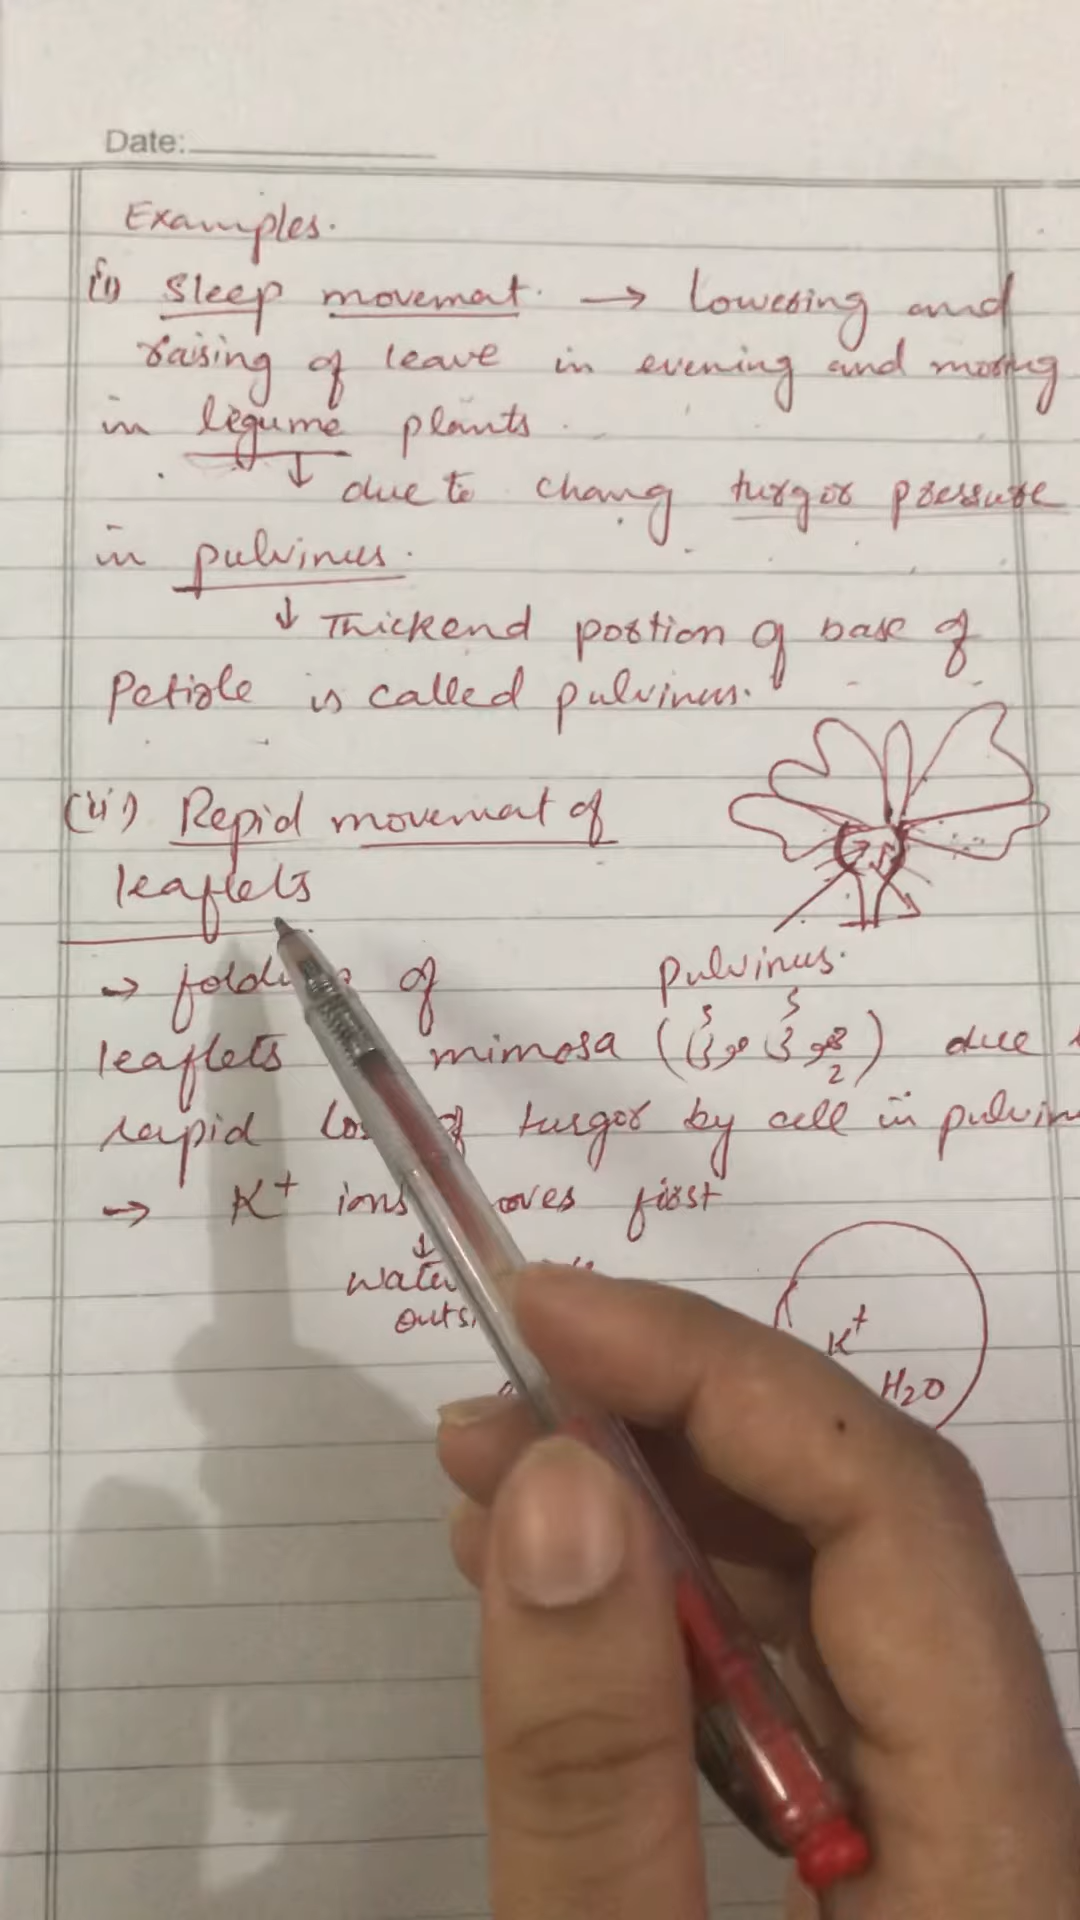 Date:
Examples.
(i) Sleep movemat. → Lowering and
raising of leave in evening and
in legume plants
↓ due to chang turgor pressure
in pulvinus.
↓ Thickend portion of base of
Petiole is called pulvinus.
(ii) Repid movemat of
leaflets
→ of
pulvinus.
leaflets mimosa ( ) due
rapid of turgor by cell in
→ K+ ions first
↓
K+
H2O